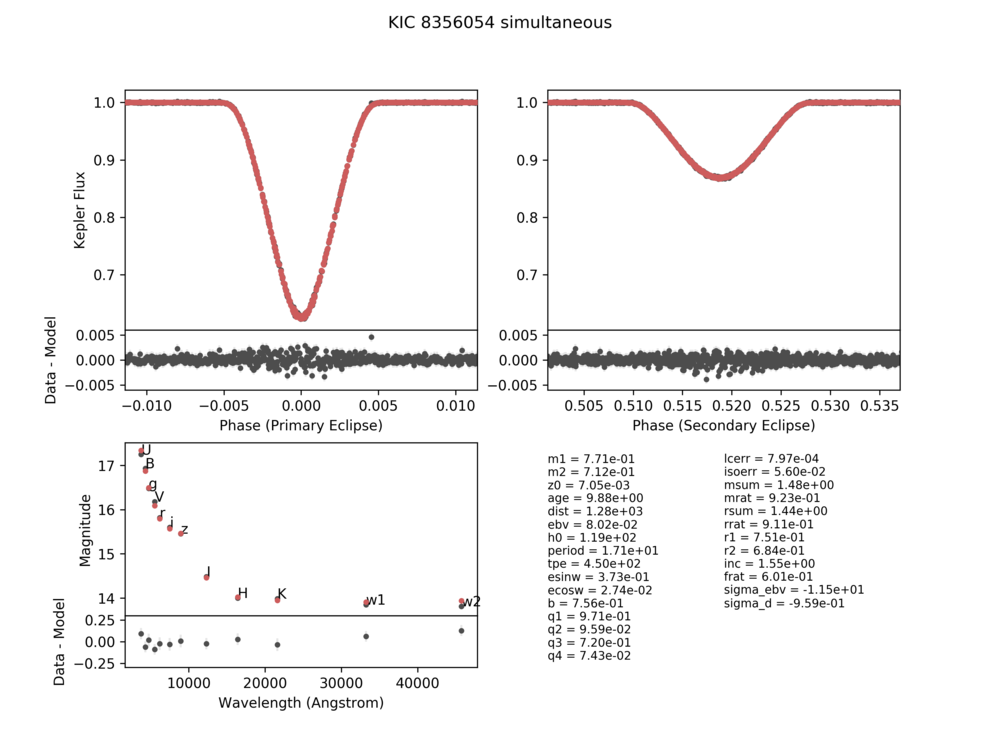 KIC 8356054 simultaneous
1.0
0.9
0.8
0.7
Kepler Flux
0.005
0.000
−0.005
Data - Model
−0.010 −0.005 0.000 0.005 0.010
Phase (Primary Eclipse)
1.0
0.9
0.8
0.7
0.005
0.000
−0.005
0.505 0.510 0.515 0.520 0.525 0.530 0.535
Phase (Secondary Eclipse)
17
16
15
14
Magnitude
U
B
g
V
r
i
z
J
H
K
w1
w2
0.25
0.00
−0.25
Data - Model
10000 20000 30000 40000
Wavelength (Angstrom)
m1 = 7.71e-01
m2 = 7.12e-01
z0 = 7.05e-03
age = 9.88e+00
dist = 1.28e+03
ebv = 8.02e-02
h0 = 1.19e+02
period = 1.71e+01
tpe = 4.50e+02
esinw = 3.73e-01
ecosw = 2.74e-02
b = 7.56e-01
q1 = 9.71e-01
q2 = 9.59e-02
q3 = 7.20e-01
q4 = 7.43e-02
lcerr = 7.97e-04
isoerr = 5.60e-02
msum = 1.48e+00
mrat = 9.23e-01
rsum = 1.44e+00
rrat = 9.11e-01
r1 = 7.51e-01
r2 = 6.84e-01
inc = 1.55e+00
frat = 6.01e-01
sigma_ebv = -1.15e+01
sigma_d = -9.59e-01